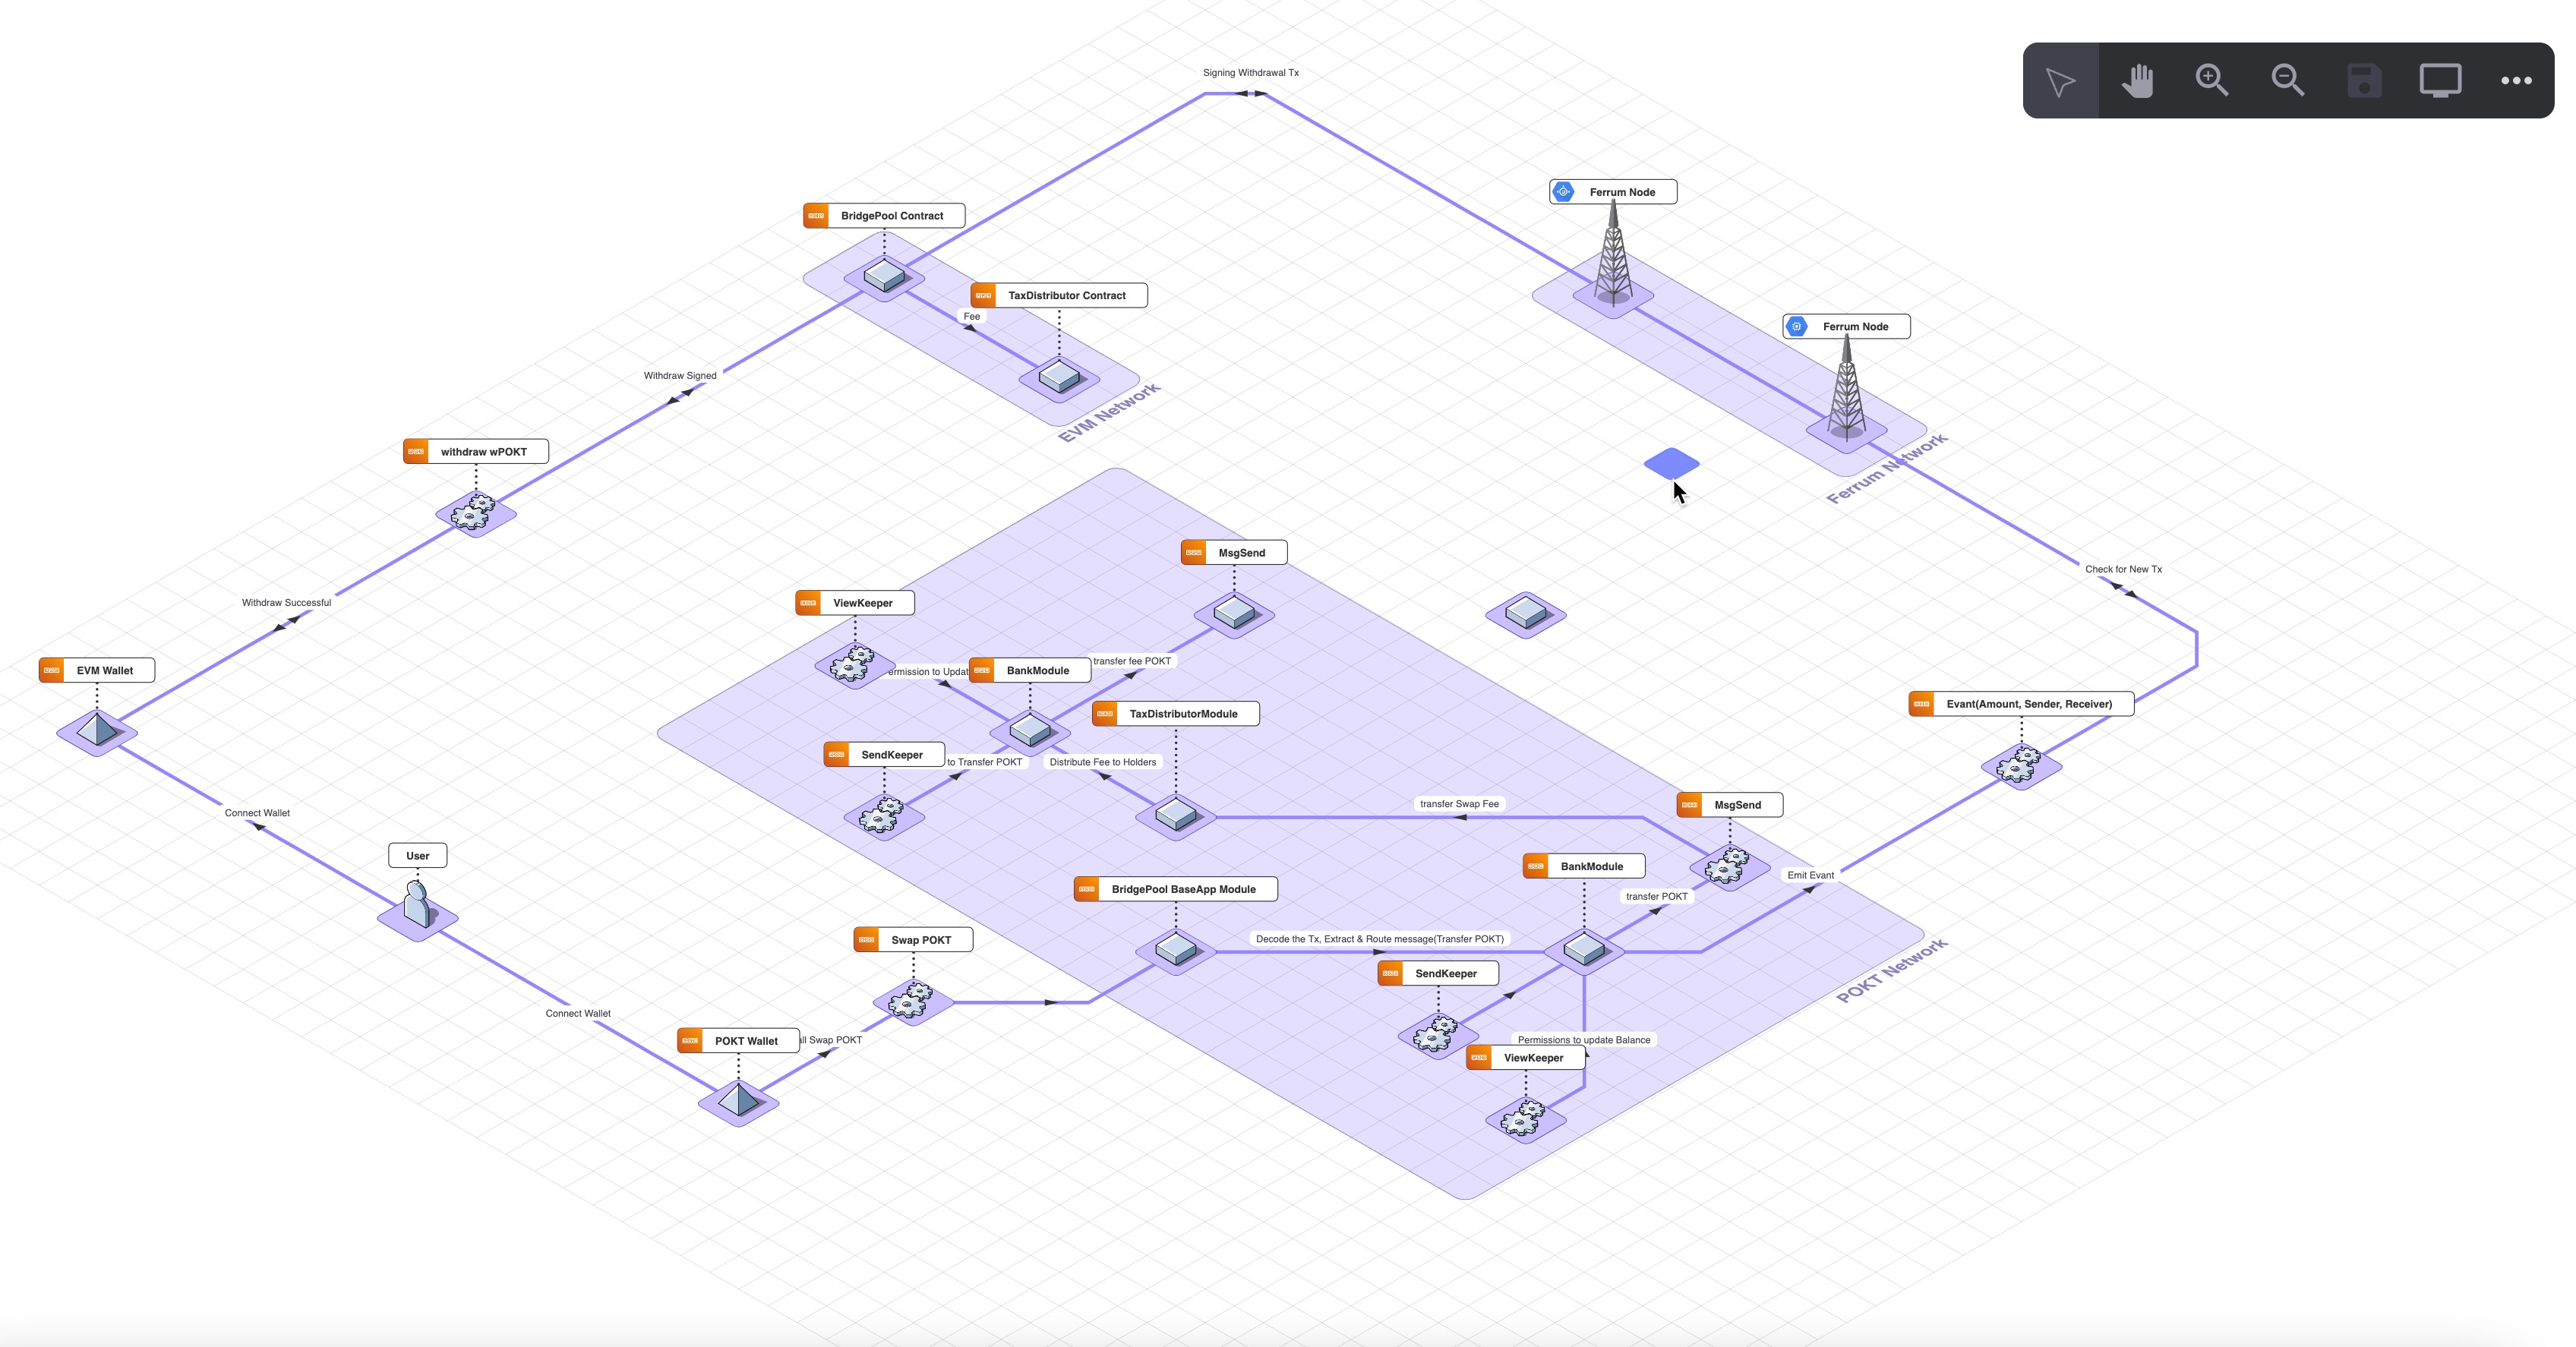 Signing Withdrawal Tx
Ferrum Node
BridgePool Contract
TaxDistributor Contract
Fee
Ferrum Node
Withdraw Signed
EVM Network
withdraw wPOKT
Ferrum Network
MsgSend
Check for New Tx
Withdraw Successful
ViewKeeper
EVM Wallet
ermission to Updat
BankModule
transfer fee POKT
Evant(Amount, Sender, Receiver)
TaxDistributorModule
SendKeeper
to Transfer POKT
Distribute Fee to Holders
transfer Swap Fee
MsgSend
Connect Wallet
User
BankModule
Emit Evant
BridgePool BaseApp Module
transfer POKT
Swap POKT
Decode the Tx, Extract & Route message(Transfer POKT)
SendKeeper
POKT Network
Connect Wallet
POKT Wallet
all Swap POKT
Permissions to update Balance
ViewKeeper